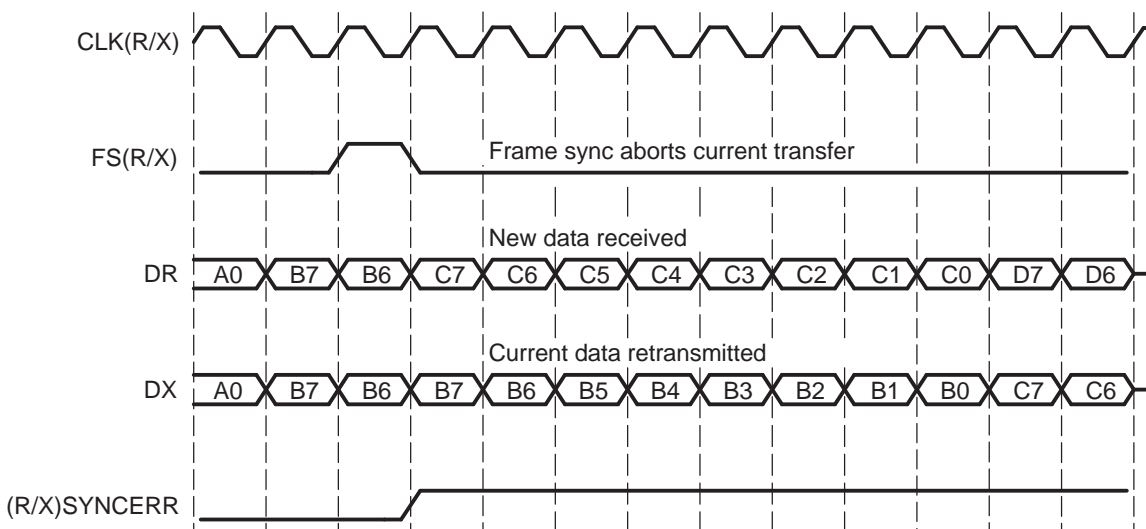 CLK(R/X)
FS(R/X)
Frame sync aborts current transfer
New data received
DR A0 B7 B6 C7 C6 C5 C4 C3 C2 C1 C0 D7 D6
Current data retransmitted
DX A0 B7 B6 B7 B6 B5 B4 B3 B2 B1 B0 C7 C6
(R/X)SYNCERR